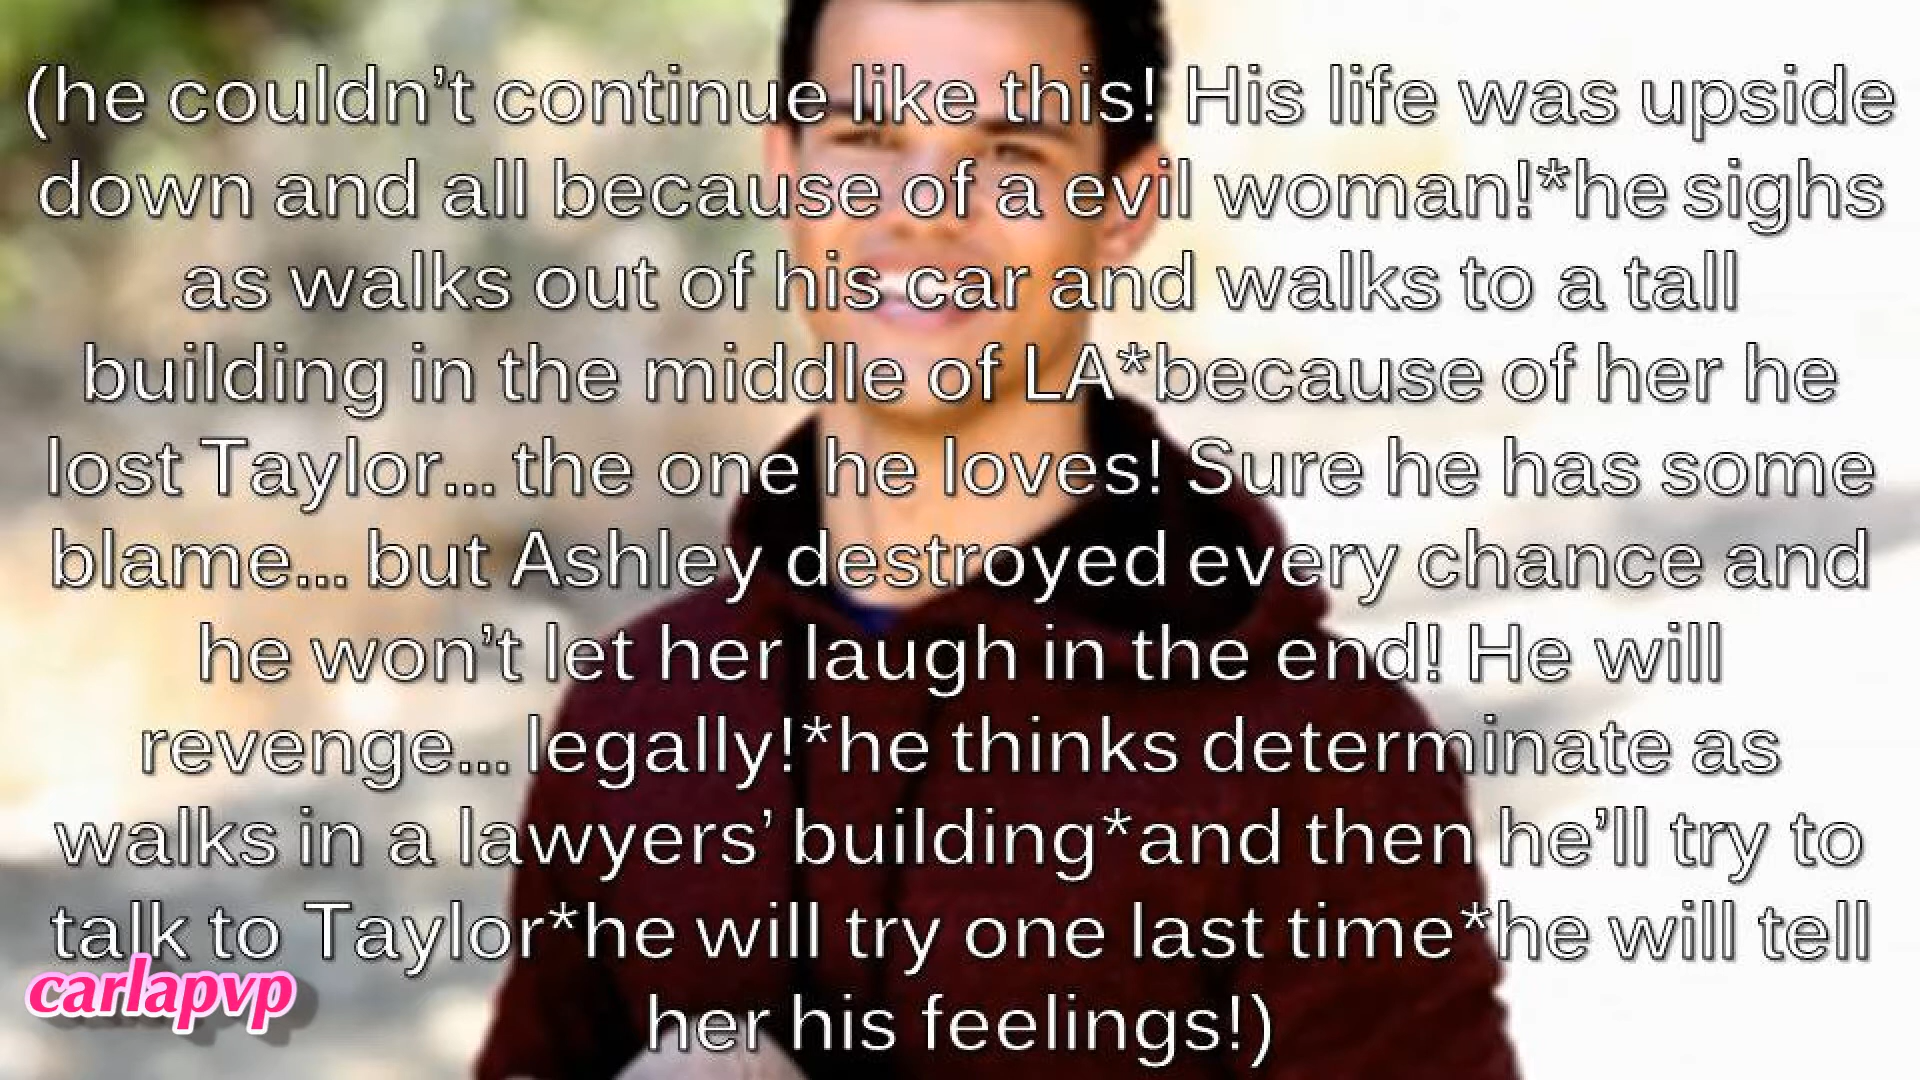 (he couldn’t continue like this! His life was upside
down and all because of a evil woman!*he sighs
as walks out of his car and walks to a tall
building in the middle of LA*because of her he
lost Taylor... the one he loves! Sure he has some
blame... but Ashley destroyed every chance and
he won’t let her laugh in the end! He will
revenge... legally!*he thinks determinate as
walks in a lawyers’ building*and then he’ll try to
talk to Taylor*he will try one last time*he will tell
her his feelings!)
carlapvp